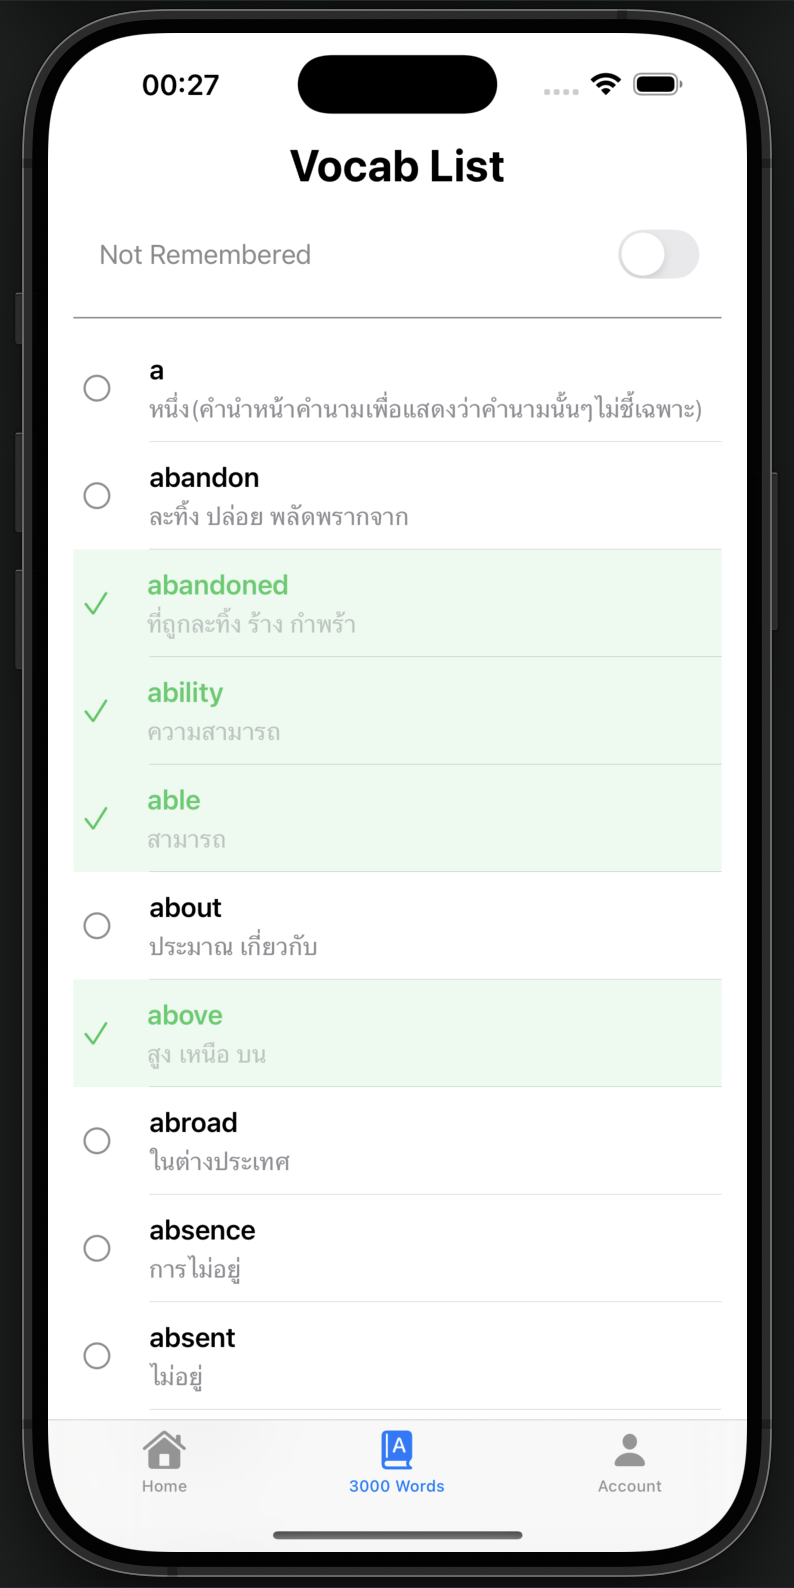 00:27
Vocab List
Not Remembered
a
หนึ่ง(คำนำหน้าคำนามเพื่อแสดงว่าคำนามนั้นๆไม่ชี้เฉพาะ)
abandon
ละทิ้ง ปล่อย พลัดพรากจาก
abandoned
ที่ถูกละทิ้ง ร้าง กำพร้า
ability
ความสามารถ
able
สามารถ
about
ประมาณ เกี่ยวกับ
above
สูง เหนือ บน
abroad
ในต่างประเทศ
absence
การไม่อยู่
absent
ไม่อยู่
A
Home
3000 Words
Account